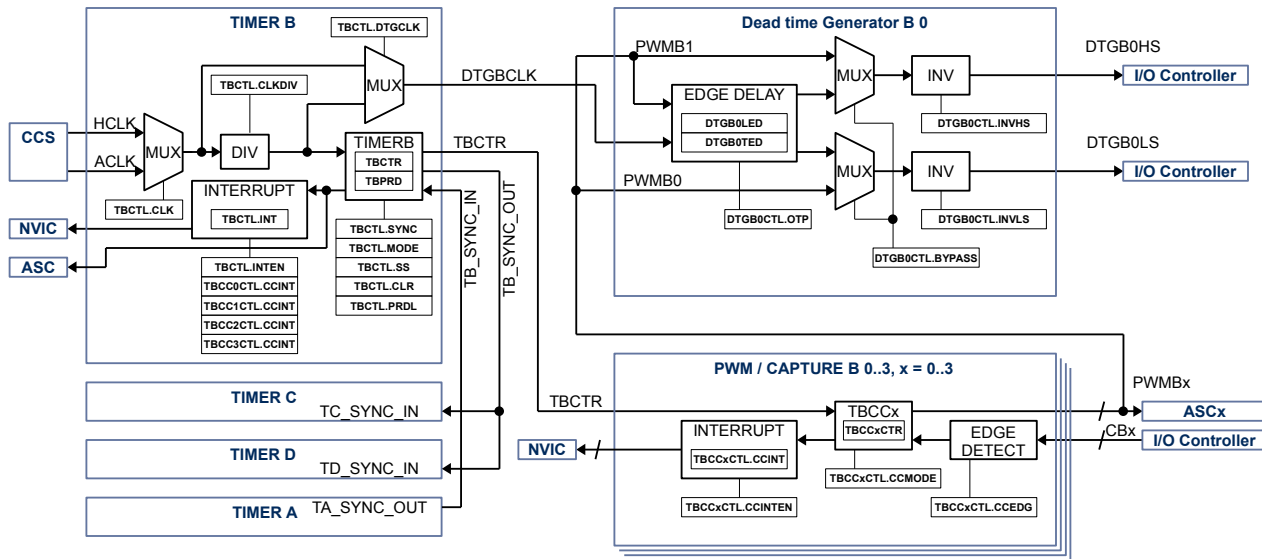 TIMER B
TBCTL.DTGCLK
MUX
TBCTL.CLKDIV
DTGBCLK
CCS
HCLK
ACLK
MUX
DIV
TIMERB
TBCTR
TBPRD
TBCTR
TBCTL.CLK
INTERRUPT
TBCTL.INT
NVIC
ASC
TBCTL.INTEN
TBCC0CTL.CCINT
TBCC1CTL.CCINT
TBCC2CTL.CCINT
TBCC3CTL.CCINT
TBCTL.SYNC
TBCTL.MODE
TBCTL.SS
TBCTL.CLR
TBCTL.PRDL
TB_SYNC_IN
TB_SYNC_OUT
TIMER C
TC_SYNC_IN
TIMER D
TD_SYNC_IN
TIMER A
TA_SYNC_OUT
Dead time Generator B 0
PWMB1
EDGE DELAY
DTGB0LED
DTGB0TED
PWMB0
DTGB0CTL.OTP
MUX
INV
DTGB0CTL.INVHS
DTGB0HS
I/O Controller
MUX
INV
DTGB0CTL.INVLS
DTGB0LS
I/O Controller
DTGB0CTL.BYPASS
PWM / CAPTURE B 0..3, x = 0..3
TBCTR
TBCCx
TBCCxCTR
PWMBx
ASCx
CBx
I/O Controller
NVIC
INTERRUPT
TBCCxCTL.CCINT
EDGE
DETECT
TBCCxCTL.CCMODE
TBCCxCTL.CCINTEN
TBCCxCTL.CCEDG